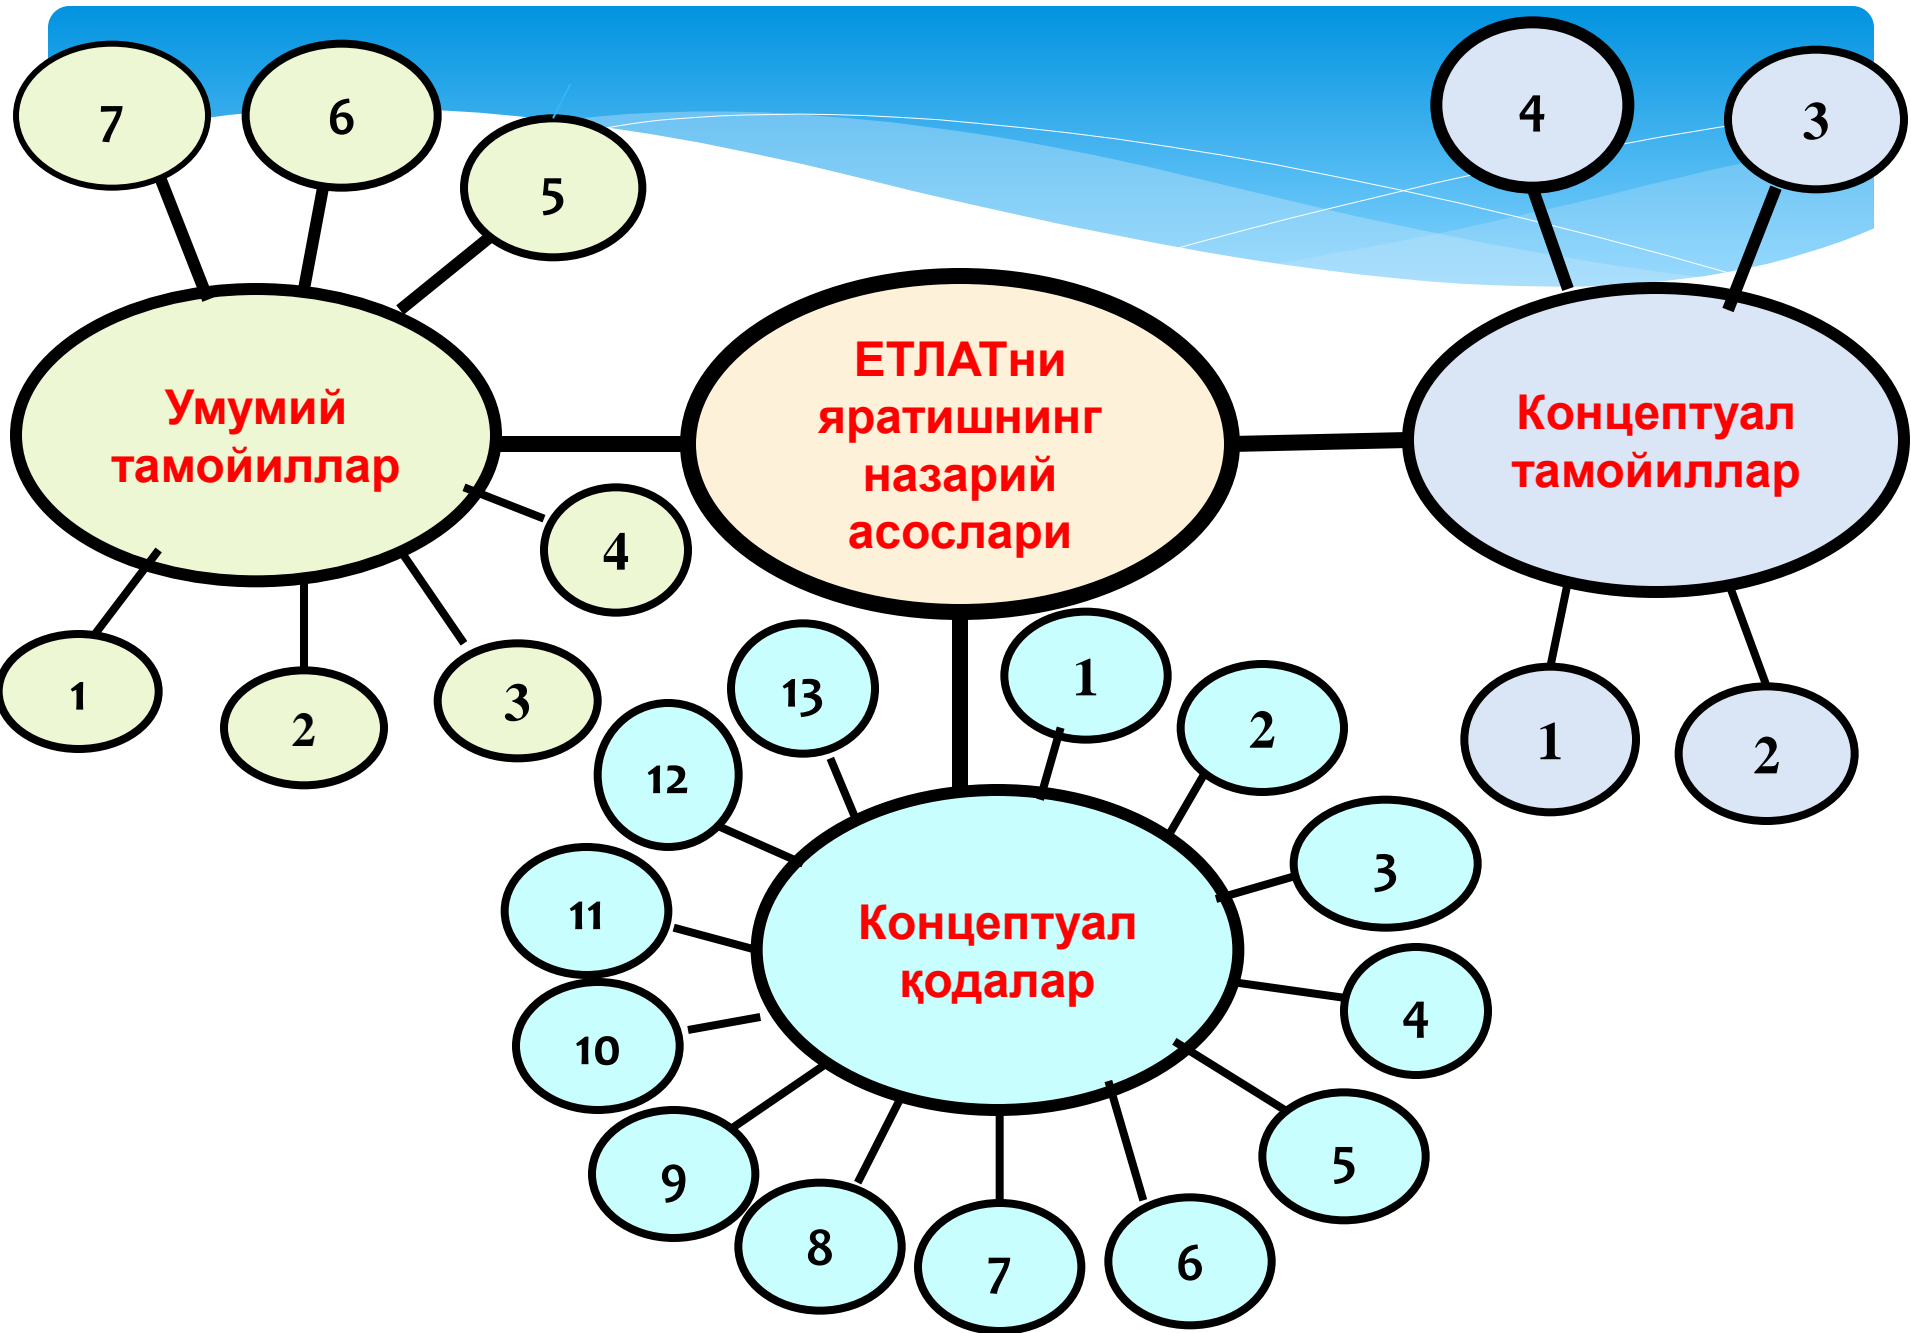 7
6
5
4
3
Умумий
тамойиллар
ЕТЛАТни
яратишнинг
назарий
асослари
Концептуал
тамойиллар
4
1
2
3
1
2
13
1
2
12
3
11
Концептуал
қодалар
4
10
5
9
8
7
6